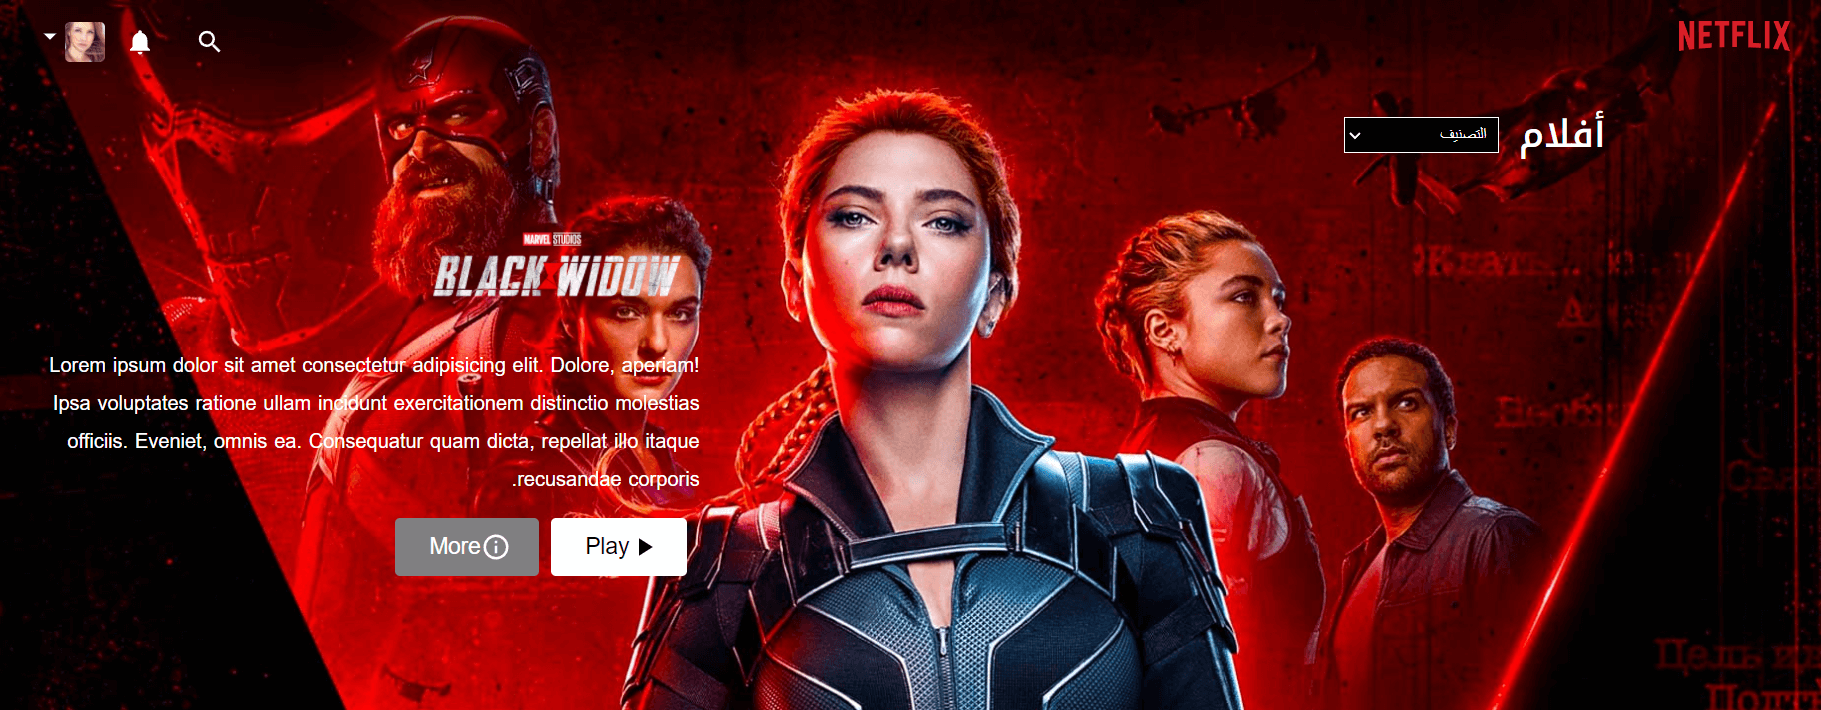 NETFLIX
أفلام
التصنيف
MARVEL STUDIOS
BLACK WIDOW
Lorem ipsum dolor sit amet consectetur adipisicing elit. Dolore, aperiam!
Ipsa voluptates ratione ullam incidunt exercitationem distinctio molestias
officiis. Eveniet, omnis ea. Consequatur quam dicta, repellat illo itaque
.recusandae corporis
Play
More
Цель